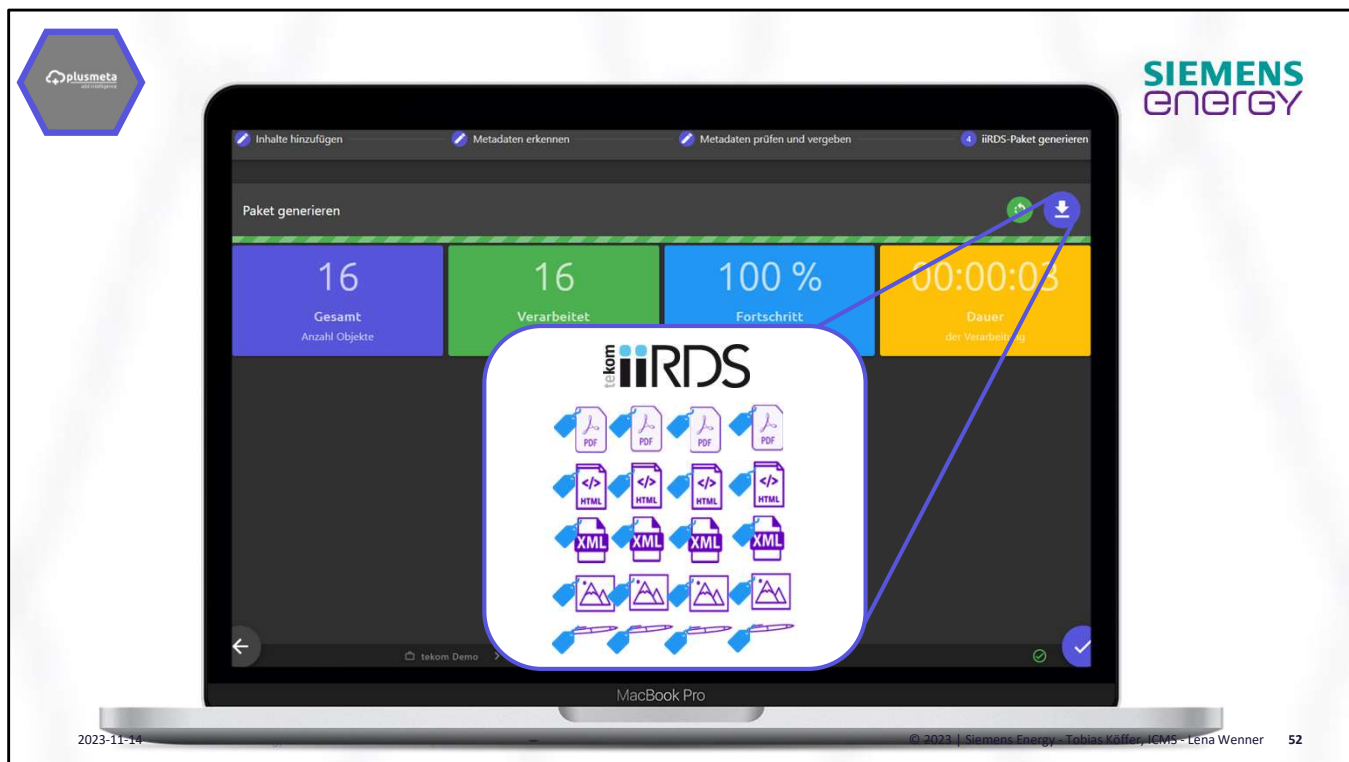 plusmeta
SIEMENS
energy
Inhalte hinzufügen
Metadaten erkennen
Metadaten prüfen und vergeben
4 iiRDS-Paket generieren
Paket generieren
16
Gesamt
Anzahl Objekte
16
Verarbeitet
100 %
Fortschritt
00:00:03
Dauer
der Verarbeitung
tekom iiRDS
PDF PDF PDF PDF
HTML HTML HTML HTML
XML XML XML XML
tekom Demo
MacBook Pro
2023-11-14
© 2023 | Siemens Energy - Tobias Köffer, ICMS - Lena Wenner 52